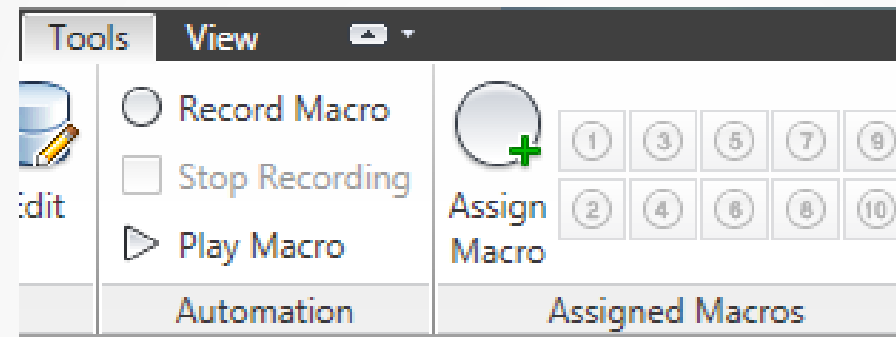 Tools View
Record Macro
Stop Recording
Play Macro
Automation
Assign
Macro
1 3 5 7 9
2 4 6 8 10
Assigned Macros